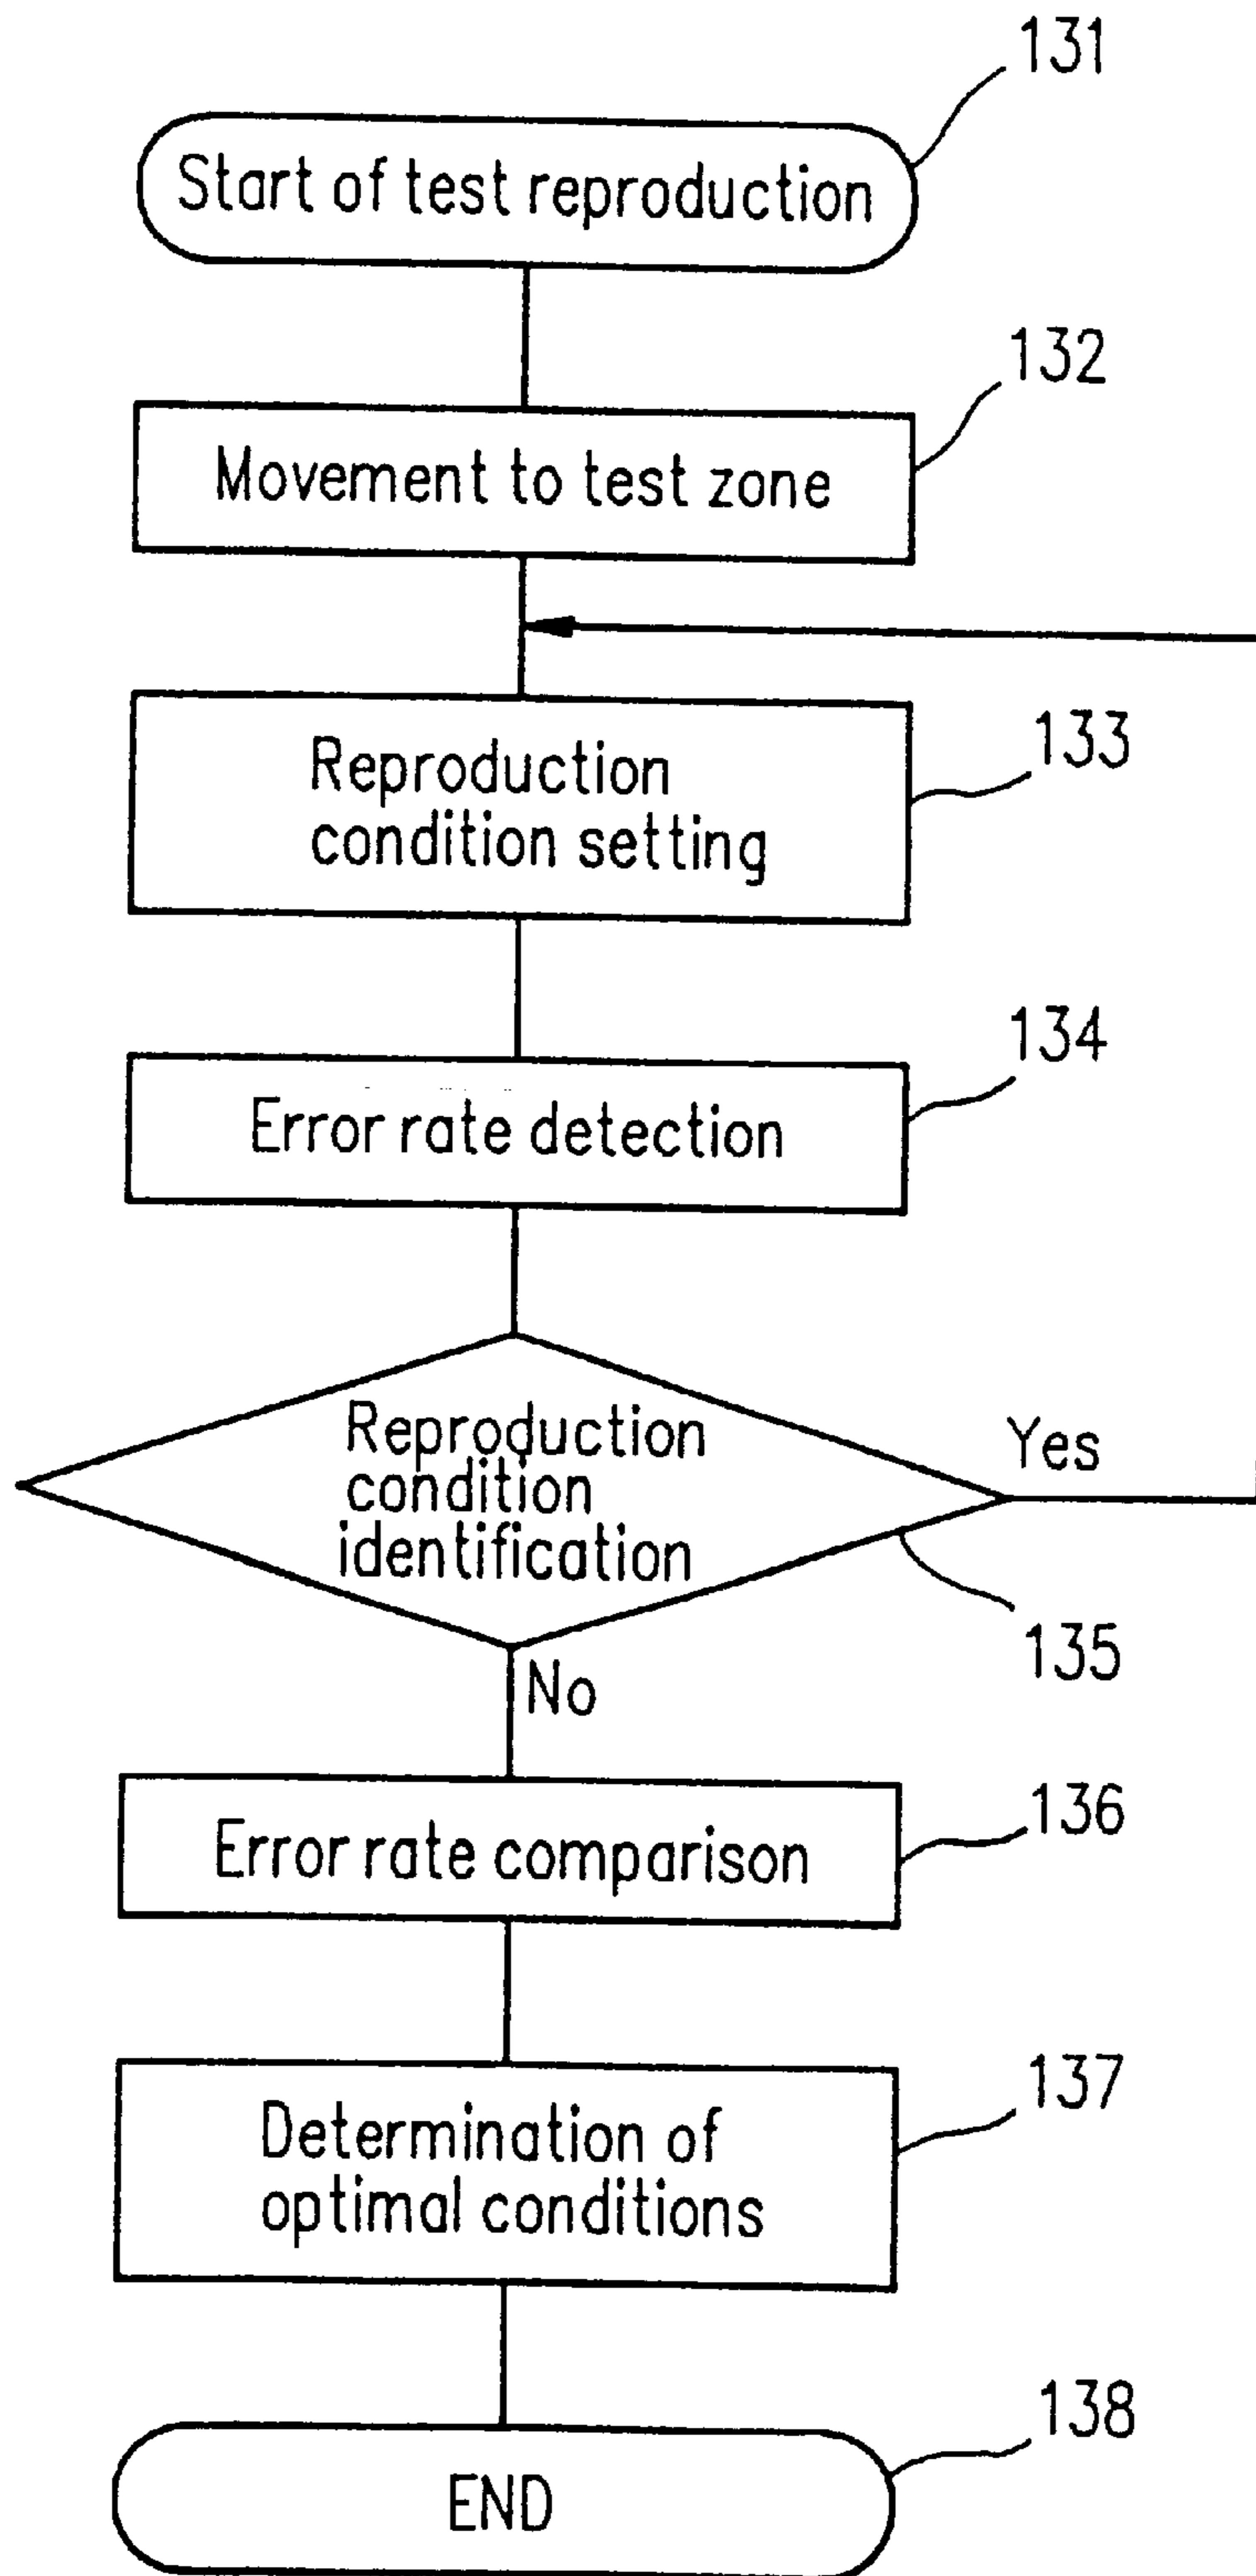 131
Start of test reproduction
132
Movement to test zone
133
Reproduction
condition setting
134
Error rate detection
Reproduction
condition
identification
Yes
135
No
136
Error rate comparison
137
Determination of
optimal conditions
138
END